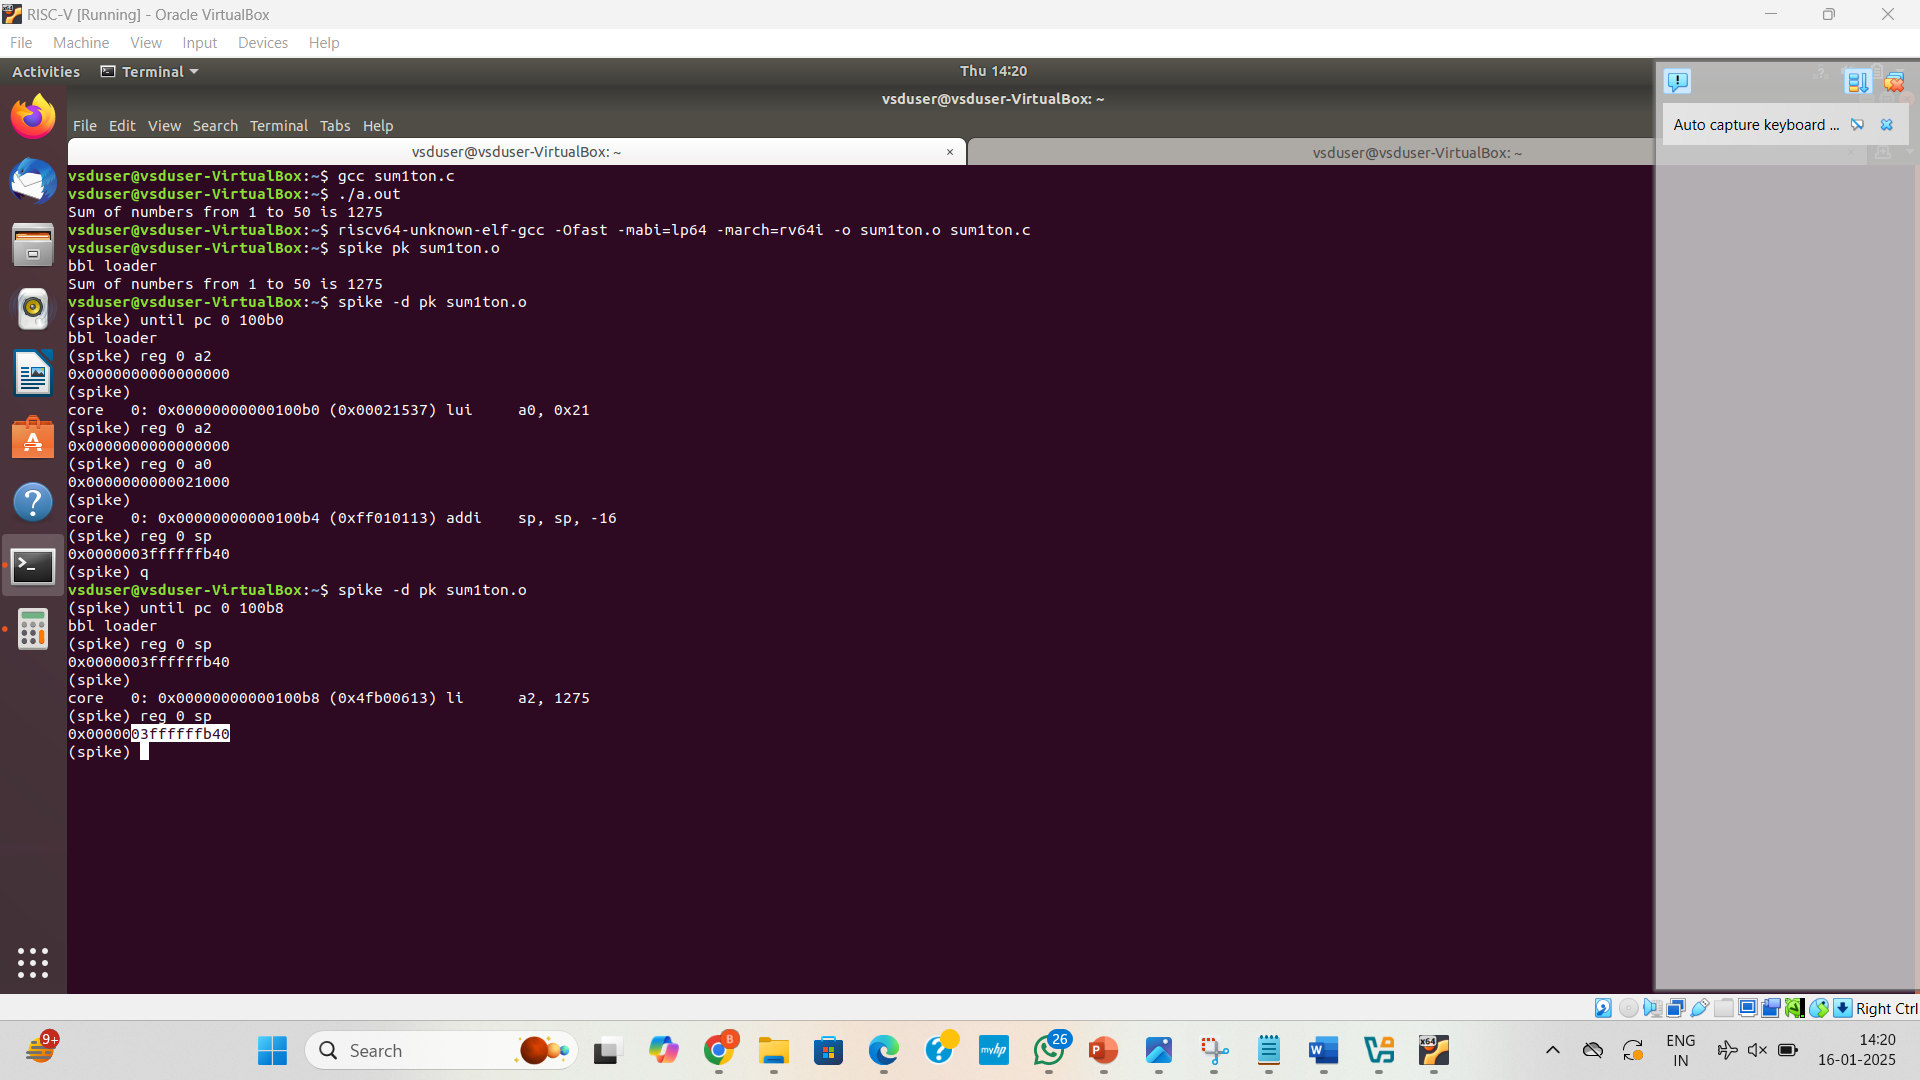 RISC-V [Running] - Oracle VirtualBox
File Machine View Input Devices Help
Activities Terminal Thu 14:20
vsduser@vsduser-VirtualBox: ~
File Edit View Search Terminal Tabs Help
Auto capture keyboard ...
vsduser@vsduser-VirtualBox: ~ × vsduser@vsduser-VirtualBox: ~
vsduser@vsduser-VirtualBox:~$ gcc sum1ton.c
vsduser@vsduser-VirtualBox:~$ ./a.out
Sum of numbers from 1 to 50 is 1275
vsduser@vsduser-VirtualBox:~$ riscv64-unknown-elf-gcc -Ofast -mabi=lp64 -march=rv64i -o sum1ton.o sum1ton.c
vsduser@vsduser-VirtualBox:~$ spike pk sum1ton.o
bbl loader
Sum of numbers from 1 to 50 is 1275
vsduser@vsduser-VirtualBox:~$ spike -d pk sum1ton.o
(spike) until pc 0 100b0
bbl loader
(spike) reg 0 a2
0x0000000000000000
(spike)
core   0: 0x00000000000100b0 (0x00021537) lui     a0, 0x21
(spike) reg 0 a2
0x0000000000000000
(spike) reg 0 a0
0x0000000000021000
(spike)
core   0: 0x00000000000100b4 (0xff010113) addi    sp, sp, -16
(spike) reg 0 sp
0x0000003ffffffb40
(spike) q
vsduser@vsduser-VirtualBox:~$ spike -d pk sum1ton.o
(spike) until pc 0 100b8
bbl loader
(spike) reg 0 sp
0x0000003ffffffb40
(spike)
core   0: 0x00000000000100b8 (0x4fb00613) li      a2, 1275
(spike) reg 0 sp
0x0000003ffffffb40
(spike)
Right Ctrl
9+
Search
8
myhp
26
P
W
x64
ENG
IN
14:20
16-01-2025